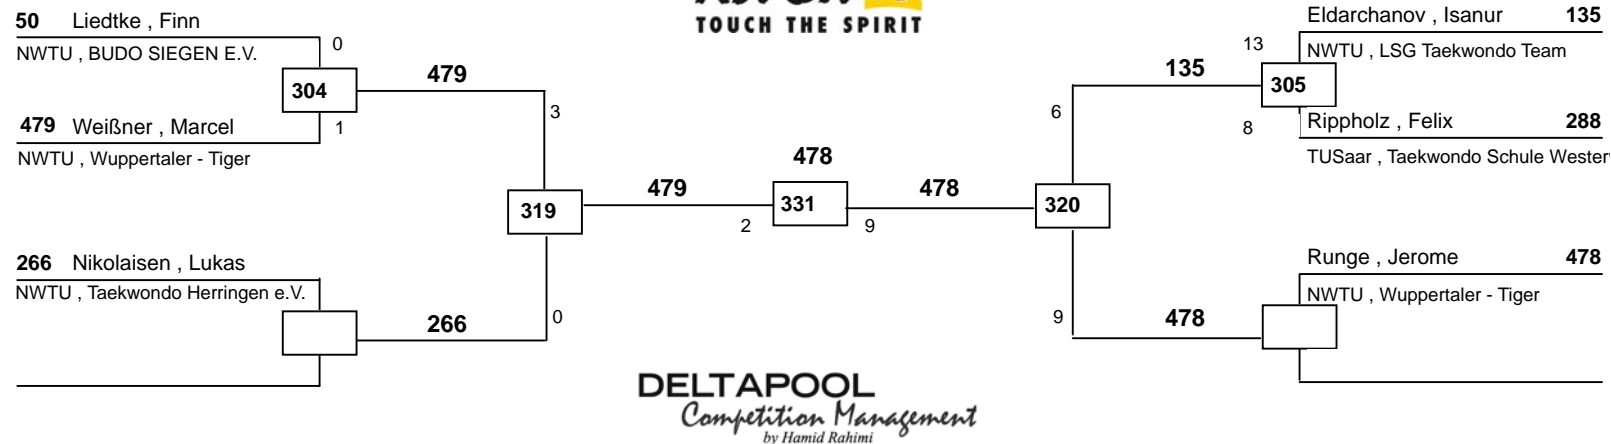 TOUCH THE SPIRIT
50 Liedtke , Finn
0
NWTU , BUDO SIEGEN E.V.
304
479
479 Weißner , Marcel
1
NWTU , Wuppertaler - Tiger
3
319
479
266 Nikolaisen , Lukas
NWTU , Taekwondo Herringen e.V.
266
0
478
331
2
9
478
320
6
9
135
478
Eldarchanov , Isanur 135
13
NWTU , LSG Taekwondo Team
305
Rippholz , Felix 288
8
TUSaar , Taekwondo Schule Wester
Runge , Jerome 478
NWTU , Wuppertaler - Tiger
DELTAPOOL
Competition Management
by Hamid Rahimi